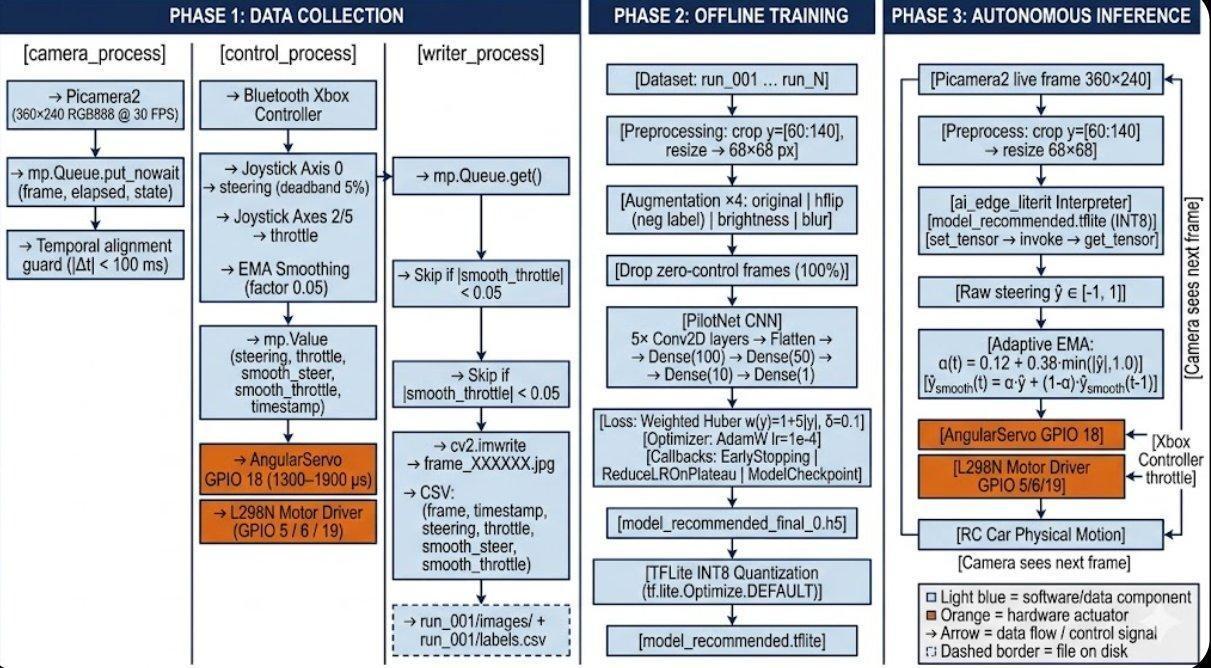 PHASE 1: DATA COLLECTION
[camera_process]
→ Picamera2
(360×240 RGB888 @ 30 FPS)
→ mp.Queue.put_nowait
(frame, elapsed, state)
→ Temporal alignment
guard (|Δt| < 100 ms)
[control_process]
→ Bluetooth Xbox
Controller
→ Joystick Axis 0
→ steering (deadband 5%)
→ Joystick Axes 2/5
→ throttle
→ EMA Smoothing
(factor 0.05)
→ mp.Value
(steering, throttle,
smooth_steer,
smooth_throttle,
timestamp)
→ AngularServo
GPIO 18 (1300–1900 µs)
→ L298N Motor Driver
(GPIO 5 / 6 / 19)
[writer_process]
→ mp.Queue.get()
→ Skip if |smooth_throttle|
< 0.05
→ Skip if
|smooth_throttle| < 0.05
→ cv2.imwrite
→ frame_XXXXXX.jpg
→ CSV:
(frame, timestamp,
steering, throttle,
smooth_steer,
smooth_throttle)
→ run_001/images/ +
run_001/labels.csv
PHASE 2: OFFLINE TRAINING
[Dataset: run_001 ... run_N]
[Preprocessing: crop y=[60:140],
resize → 68×68 px]
[Augmentation ×4: original | hflip
(neg label) | brightness | blur]
[Drop zero-control frames (100%)]
[PilotNet CNN]
5× Conv2D layers → Flatten →
→ Dense(100) → Dense(50) →
→ Dense(10) → Dense(1)
[Loss: Weighted Huber w(y)=1+5|y|, δ=0.1]
[Optimizer: AdamW lr=1e-4]
[Callbacks: EarlyStopping |
ReduceLROnPlateau | ModelCheckpoint]
[model_recommended_final_0.h5]
[TFLite INT8 Quantization
(tf.lite.Optimize.DEFAULT)]
[model_recommended.tflite]
PHASE 3: AUTONOMOUS INFERENCE
[Picamera2 live frame 360×240]
[Preprocess: crop y=[60:140]
→ resize 68×68]
[ai_edge_literit Interpreter]
[model_recommended.tflite (INT8)]
[set_tensor → invoke → get_tensor]
[Raw steering ŷ ∈ [-1, 1]]
[Adaptive EMA:
α(t) = 0.12 + 0.38·min(|ŷ|,1.0)]
[ŷsmooth(t) = α·ŷ + (1-α)·ŷsmooth(t-1)]
[AngularServo GPIO 18]
[L298N Motor Driver
GPIO 5/6/19]
[Xbox
Controller
throttle]
[RC Car Physical Motion]
[Camera sees next frame]
[Camera sees next frame]
Light blue = software/data component
Orange = hardware actuator
→ Arrow = data flow / control signal
Dashed border = file on disk